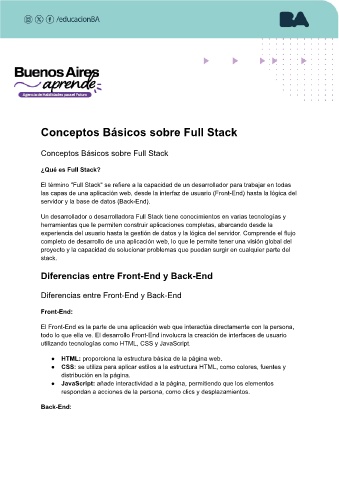 /educacionBA
BA
Buenos Aires
aprende
Agencia de Habilidades para el Futuro
Conceptos Básicos sobre Full Stack
Conceptos Básicos sobre Full Stack
¿Qué es Full Stack?
El término "Full Stack" se refiere a la capacidad de un desarrollador para trabajar en todas
las capas de una aplicación web, desde la interfaz de usuario (Front-End) hasta la lógica del
servidor y la base de datos (Back-End).
Un desarrollador o desarrolladora Full Stack tiene conocimientos en varias tecnologías y
herramientas que le permiten construir aplicaciones completas, abarcando desde la
experiencia del usuario hasta la gestión de datos y la lógica del servidor. Comprende el flujo
completo de desarrollo de una aplicación web, lo que le permite tener una visión global del
proyecto y la capacidad de solucionar problemas que puedan surgir en cualquier parte del
stack.
Diferencias entre Front-End y Back-End
Diferencias entre Front-End y Back-End
Front-End:
El Front-End es la parte de una aplicación web que interactúa directamente con la persona,
todo lo que ella ve. El desarrollo Front-End involucra la creación de interfaces de usuario
utilizando tecnologías como HTML, CSS y JavaScript.
● HTML: proporciona la estructura básica de la página web.
● CSS: se utiliza para aplicar estilos a la estructura HTML, como colores, fuentes y
distribución en la página.
● JavaScript: añade interactividad a la página, permitiendo que los elementos
respondan a acciones de la persona, como clics y desplazamientos.
Back-End: